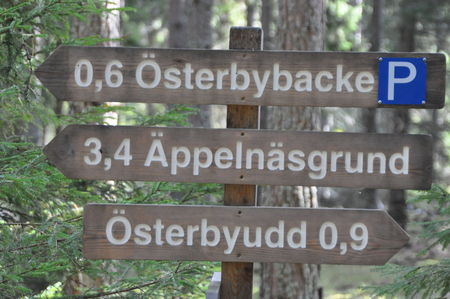 0,6 Österbybacke P
3,4 Äppelnäsgrund
Österbyudd 0,9